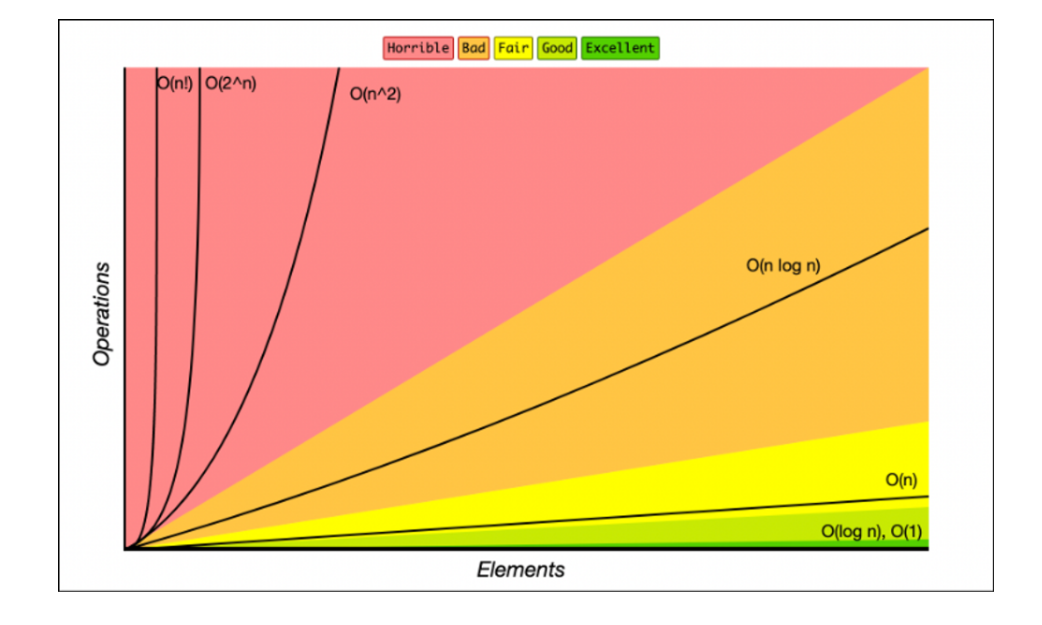 Horrible Bad Fair Good Excellent
O(n!) O(2^n) O(n^2)
O(n log n)
O(n)
O(log n), O(1)
Operations
Elements